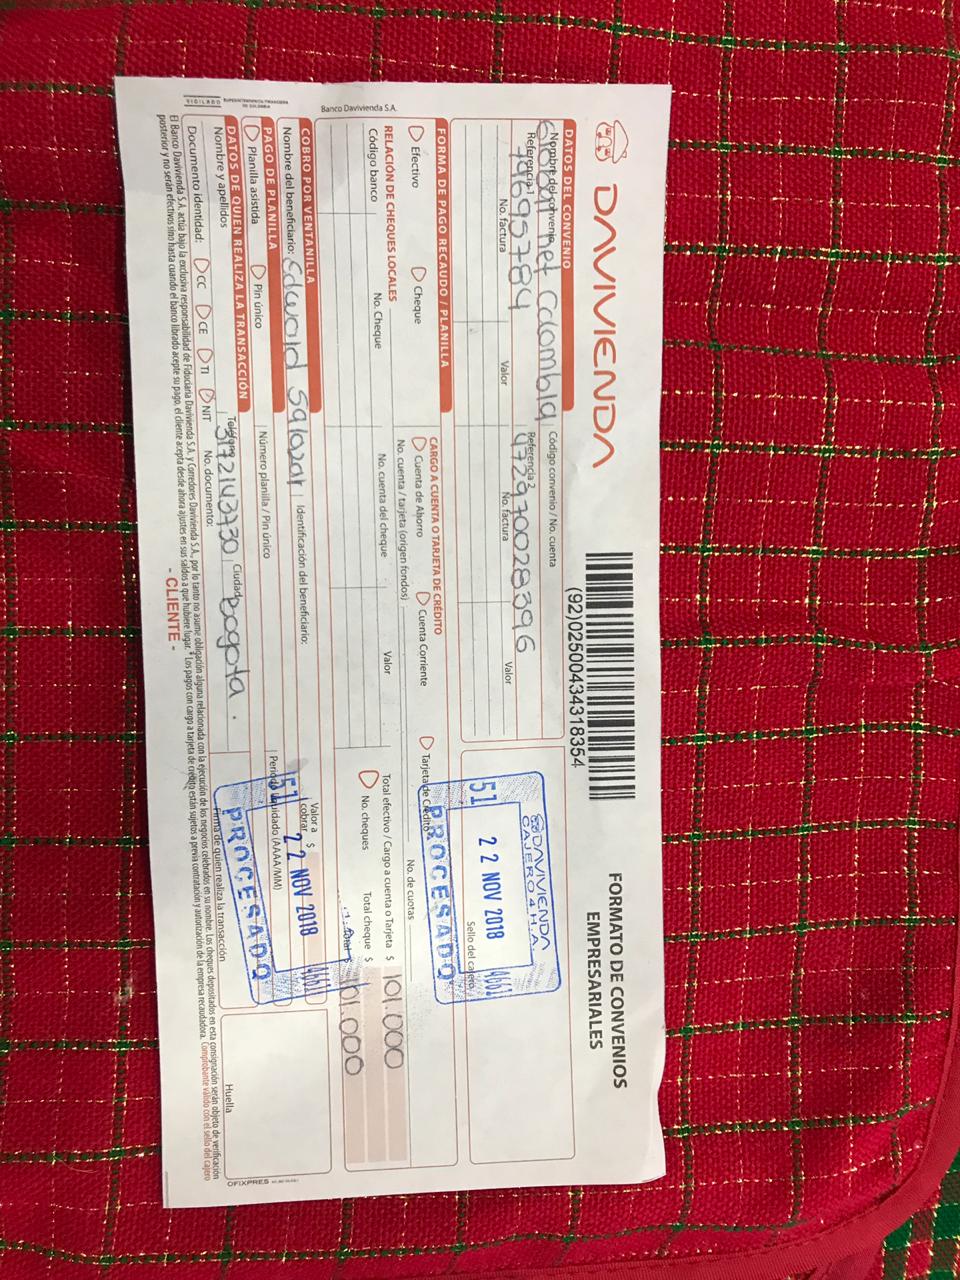 DAVIVIENDA
(92)02500434318354
FORMATO DE CONVENIOS
EMPRESARIALES
DATOS DEL CONVENIO
Nombre del convenio
Global net Colombia
Código convenio / No. cuenta
Referencia 1
79695784
Referencia 2
4729700283396
No. factura
Valor
No. factura
Valor
DAVIVIENDA
CAJERO 4 H.A.
51 22 NOV 2018 4661
PROCESADO
Sello del cajero
FORMA DE PAGO RECAUDO / PLANILLA
Efectivo
Cheque
CARGO A CUENTA O TARJETA DE CRÉDITO
Cuenta de Ahorro
Cuenta Corriente
Tarjeta de Crédito
No. cuenta / tarjeta (origen fondos)
No. de cuotas
RELACIÓN DE CHEQUES LOCALES
Código banco
No. Cheque
No. cuenta del cheque
Valor
Total efectivo / Cargo a cuenta o Tarjeta $ 101.000
No. cheques
Total cheque $
Total $ 101.000
Banco Davivienda S.A.
COBRO POR VENTANILLA
Nombre del beneficiario: Edward Salazar
Identificación del beneficiario:
Valor a cobrar $
PAGO DE PLANILLA
Planilla asistida
Pin único
Número planilla / Pin único
Periodo liquidado (AAAA/MM)
51 22 NOV 2018 4661
PROCESADO
DATOS DE QUIEN REALIZA LA TRANSACCIÓN
Nombre y apellidos
Teléfono
3172143730
Ciudad Bogota.
Firma de quien realiza la transacción
Huella
Documento identidad: CC CE TI NIT No. documento:
VIGILADO SUPERINTENDENCIA FINANCIERA DE COLOMBIA
El Banco Davivienda S.A. actúa bajo la exclusiva responsabilidad de Fiduciaria Davivienda S.A. y Corredores Davivienda S.A., por lo tanto no asume obligación alguna relacionada con la ejecución de los negocios celebrados en su nombre. Los cheques depositados en esta consignación serán objeto de verificación
posterior y no serán efectivos sino hasta cuando el banco librado acepte su pago, el cliente acepta desde ahora ajustes en sus saldos a que hubiere lugar. * Los pagos con cargo a tarjeta de crédito están sujetos a previa contratación y autorización de la empresa recaudadora. Comprobante válido con el sello del cajero
- CLIENTE -
OFIXPRES